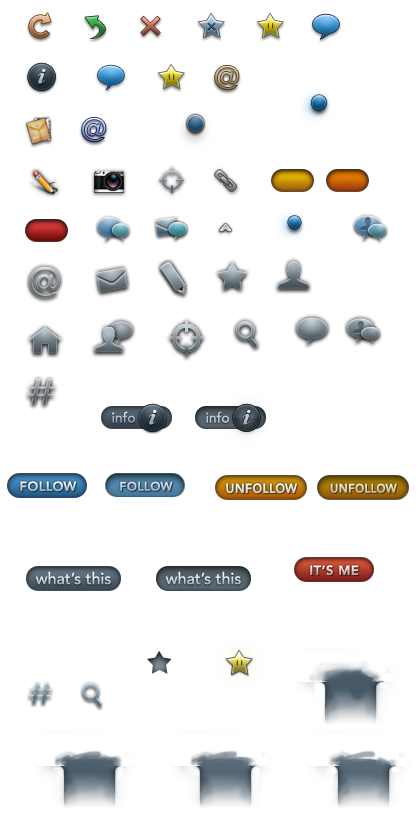 i
@
@
@
#
info i
info i
FOLLOW
FOLLOW
UNFOLLOW
UNFOLLOW
what's this
what's this
IT'S ME
#